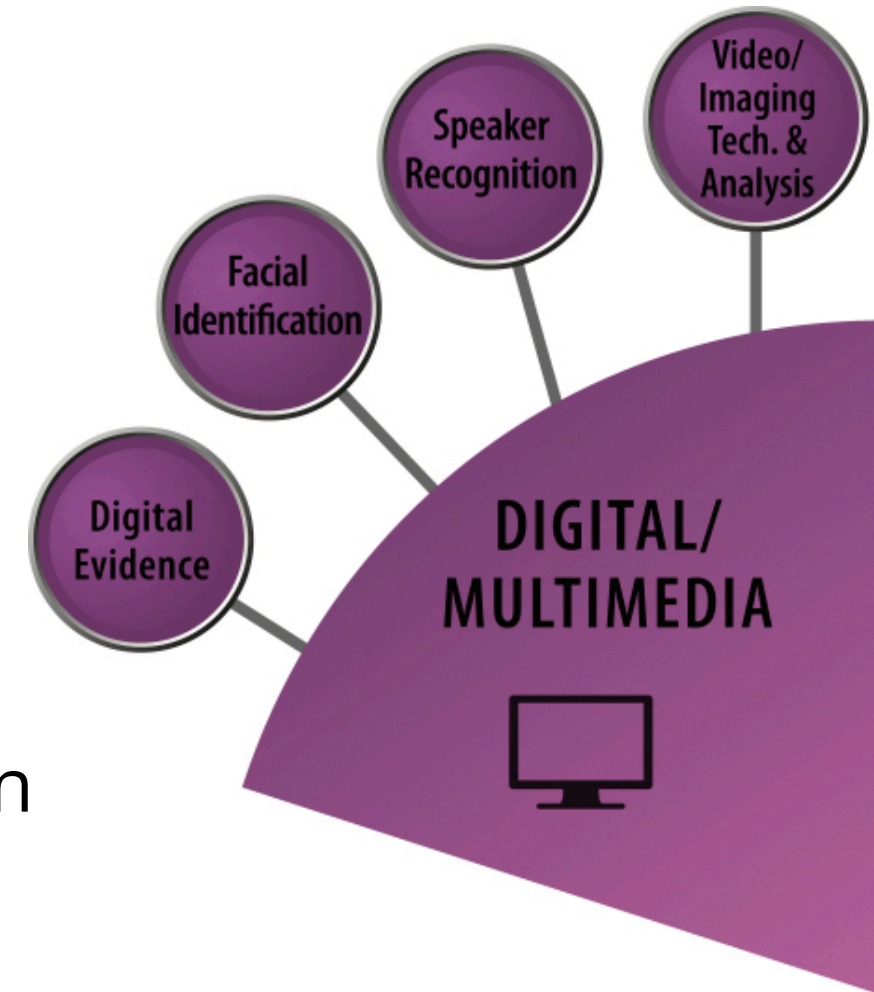 Video/
Imaging
Tech. &
Analysis
Speaker
Recognition
Facial
Identification
Digital
Evidence
DIGITAL/
MULTIMEDIA
n